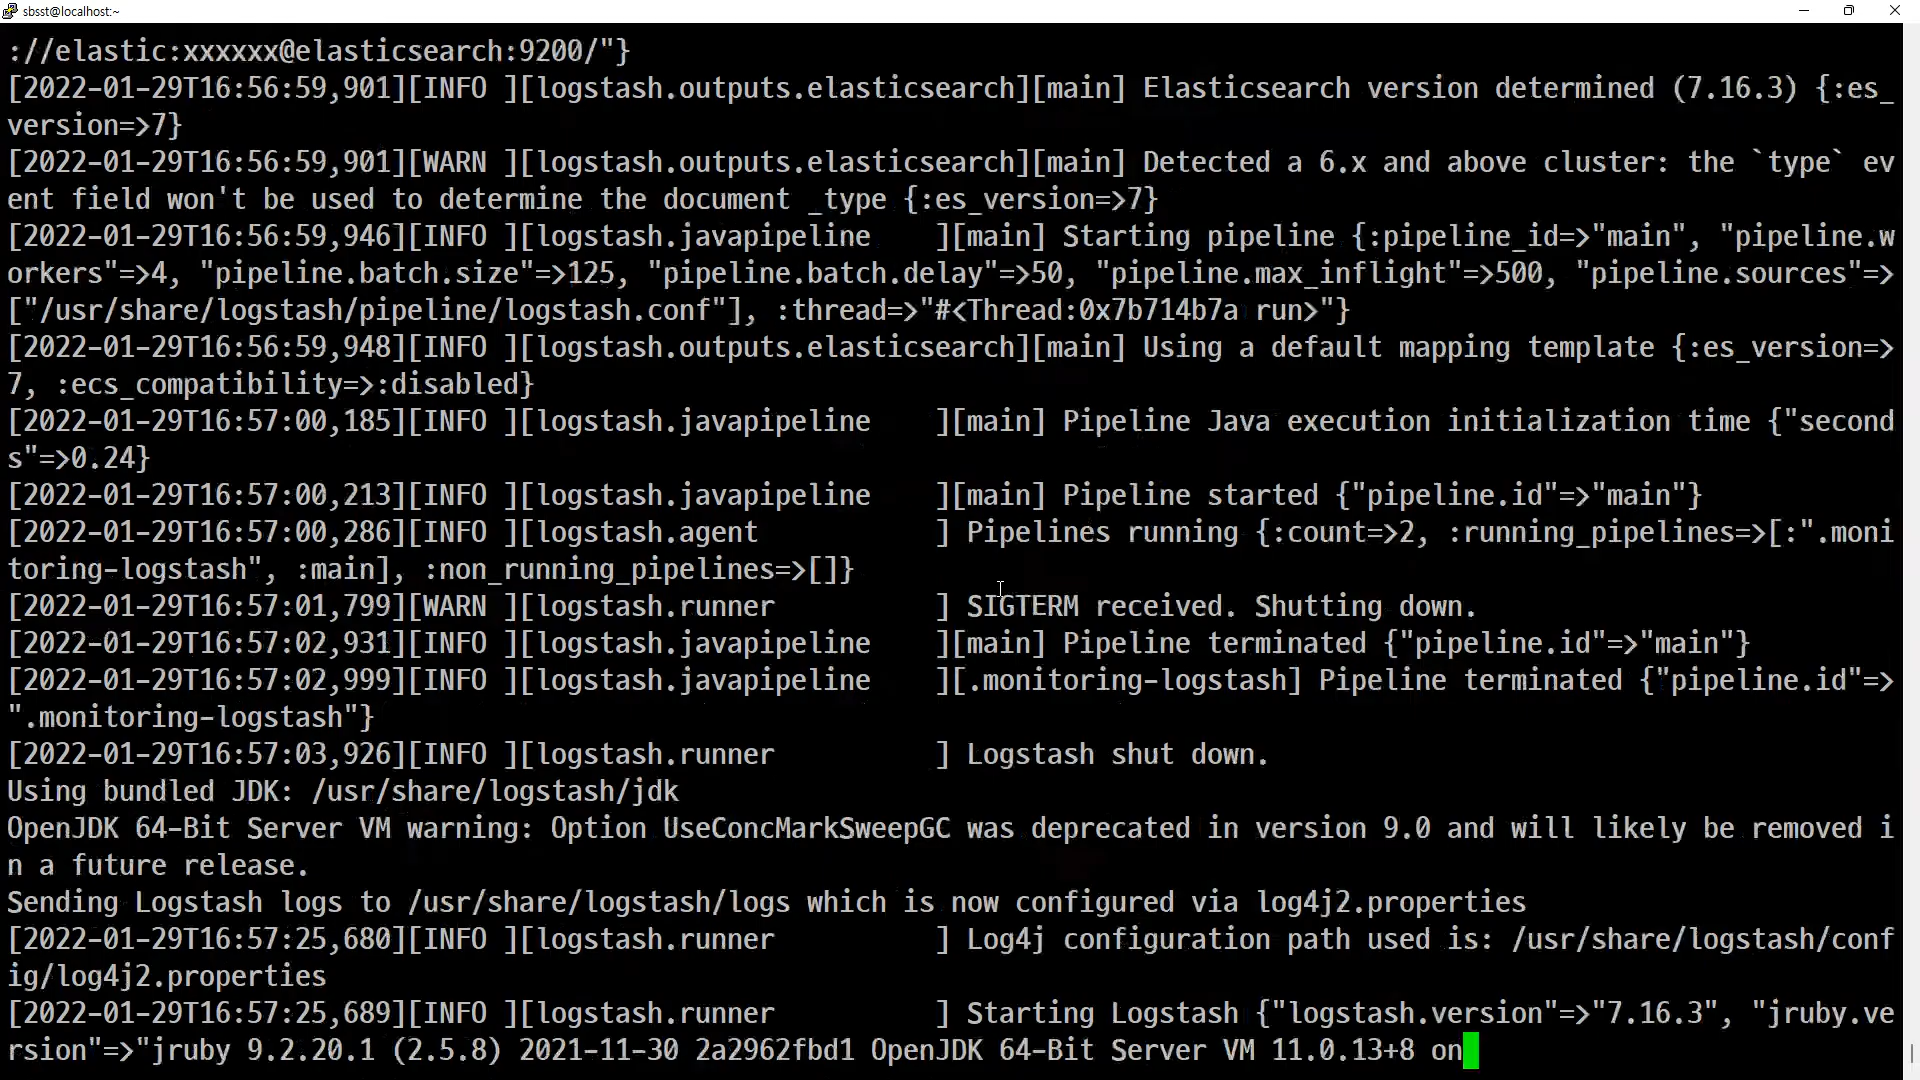 sbsst@localhost:~
://elastic:xxxxxx@elasticsearch:9200/"}
[2022-01-29T16:56:59,901][INFO ][logstash.outputs.elasticsearch][main] Elasticsearch version determined (7.16.3) {:es_
version=>7}
[2022-01-29T16:56:59,901][WARN ][logstash.outputs.elasticsearch][main] Detected a 6.x and above cluster: the `type` ev
ent field won't be used to determine the document _type {:es_version=>7}
[2022-01-29T16:56:59,946][INFO ][logstash.javapipeline    ][main] Starting pipeline {:pipeline_id=>"main", "pipeline.w
orkers"=>4, "pipeline.batch.size"=>125, "pipeline.batch.delay"=>50, "pipeline.max_inflight"=>500, "pipeline.sources"=>
["/usr/share/logstash/pipeline/logstash.conf"], :thread=>"#<Thread:0x7b714b7a run>"}
[2022-01-29T16:56:59,948][INFO ][logstash.outputs.elasticsearch][main] Using a default mapping template {:es_version=>
7, :ecs_compatibility=>:disabled}
[2022-01-29T16:57:00,185][INFO ][logstash.javapipeline    ][main] Pipeline Java execution initialization time {"second
s"=>0.24}
[2022-01-29T16:57:00,213][INFO ][logstash.javapipeline    ][main] Pipeline started {"pipeline.id"=>"main"}
[2022-01-29T16:57:00,286][INFO ][logstash.agent           ] Pipelines running {:count=>2, :running_pipelines=>[:".moni
toring-logstash", :main], :non_running_pipelines=>[]}
[2022-01-29T16:57:01,799][WARN ][logstash.runner          ] SIGTERM received. Shutting down.
[2022-01-29T16:57:02,931][INFO ][logstash.javapipeline    ][main] Pipeline terminated {"pipeline.id"=>"main"}
[2022-01-29T16:57:02,999][INFO ][logstash.javapipeline    ][.monitoring-logstash] Pipeline terminated {"pipeline.id"=>
".monitoring-logstash"}
[2022-01-29T16:57:03,926][INFO ][logstash.runner          ] Logstash shut down.
Using bundled JDK: /usr/share/logstash/jdk
OpenJDK 64-Bit Server VM warning: Option UseConcMarkSweepGC was deprecated in version 9.0 and will likely be removed i
n a future release.
Sending Logstash logs to /usr/share/logstash/logs which is now configured via log4j2.properties
[2022-01-29T16:57:25,680][INFO ][logstash.runner          ] Log4j configuration path used is: /usr/share/logstash/conf
ig/log4j2.properties
[2022-01-29T16:57:25,689][INFO ][logstash.runner          ] Starting Logstash {"logstash.version"=>"7.16.3", "jruby.ve
rsion"=>"jruby 9.2.20.1 (2.5.8) 2021-11-30 2a2962fbd1 OpenJDK 64-Bit Server VM 11.0.13+8 on